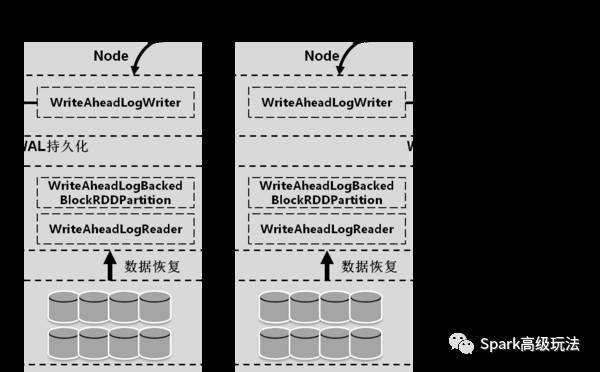 Node
WriteAheadLogWriter
WAL持久化
WriteAheadLogBacked
BlockRDDPartition
WriteAheadLogReader
数据恢复
Node
WriteAheadLogWriter
WriteAheadLogBacked
BlockRDDPartition
WriteAheadLogReader
数据恢复
Spark高级玩法